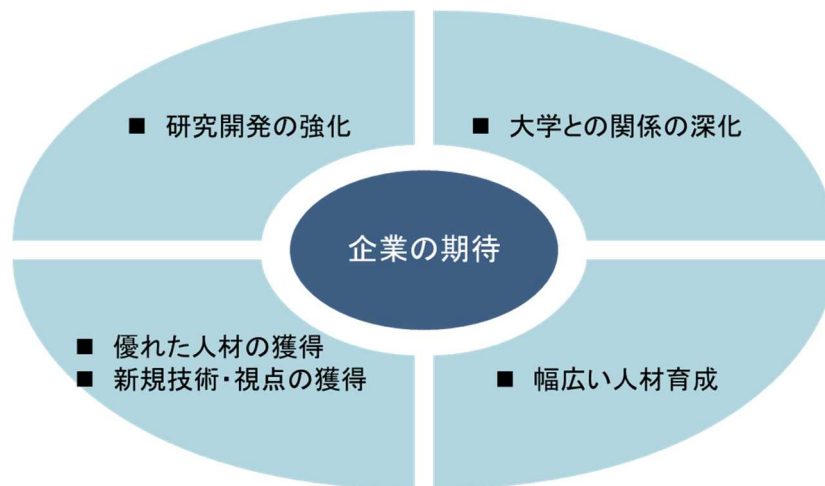 ■ 研究開発の強化
■ 大学との関係の深化
企業の期待
■ 優れた人材の獲得
■ 新規技術・視点の獲得
■ 幅広い人材育成